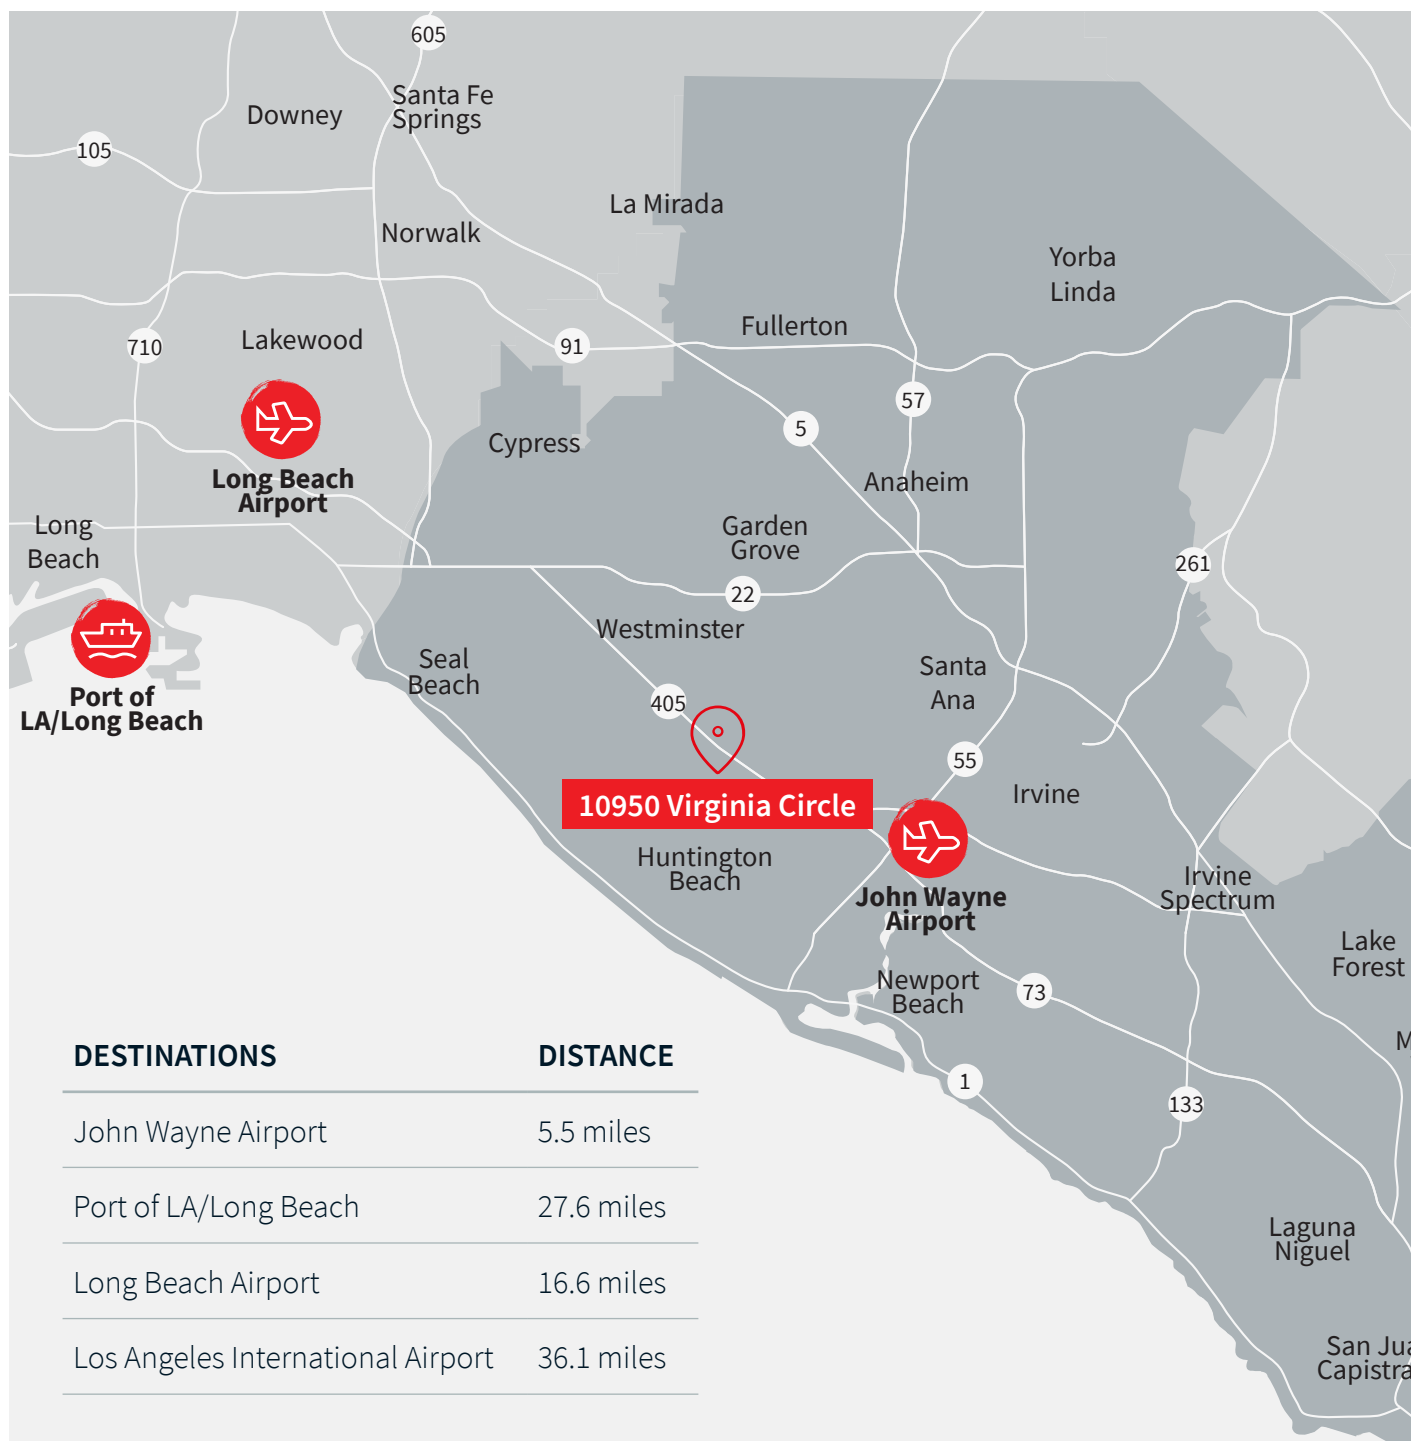 605
Santa Fe
Springs
Downey
105
La Mirada
Norwalk
Yorba
Linda
Fullerton
710
Lakewood
91
57
5
Cypress
Long Beach
Airport
Anaheim
Long
Beach
Garden
Grove
261
22
Westminster
Seal
Beach
Santa
Ana
Port of
LA/Long Beach
405
55
Irvine
10950 Virginia Circle
Huntington
Beach
John Wayne
Airport
Irvine
Spectrum
Lake
Forest
Newport
Beach
73
M
1
133
Laguna
Niguel
San Jua
Capistra
DESTINATIONS DISTANCE
John Wayne Airport 5.5 miles
Port of LA/Long Beach 27.6 miles
Long Beach Airport 16.6 miles
Los Angeles International Airport 36.1 miles